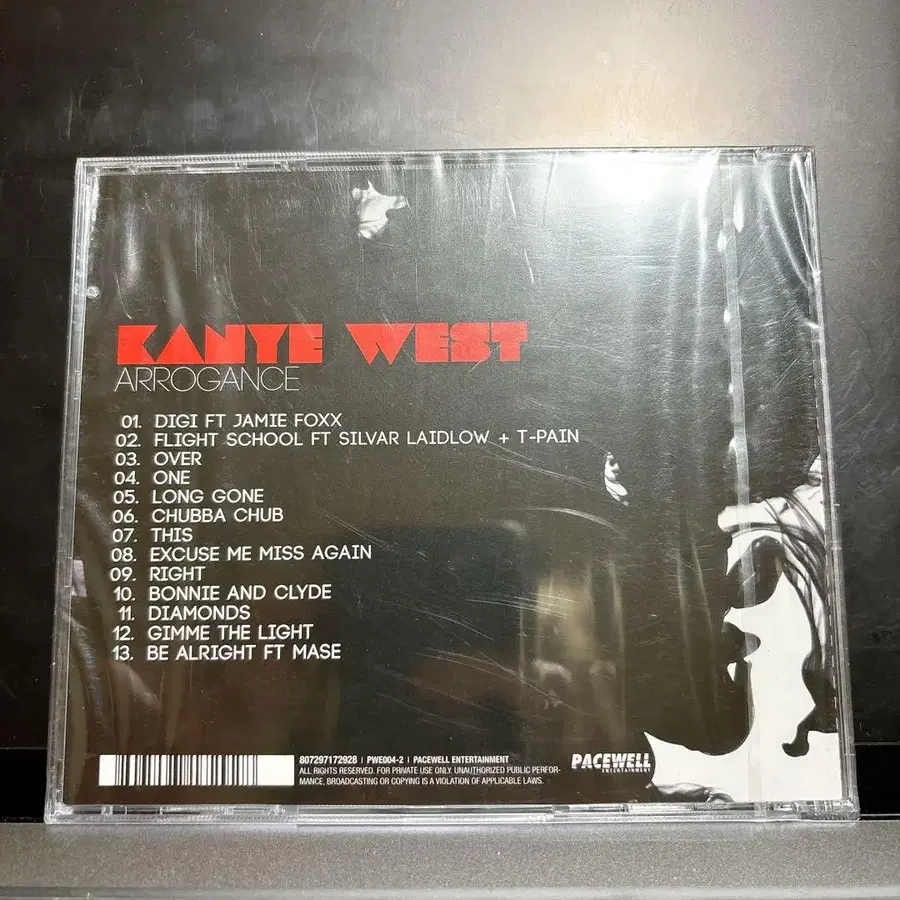 KANYE WEST
ARROGANCE
01. DIGI FT JAMIE FOXX
02. FLIGHT SCHOOL FT SILVAR LAIDLOW + T-PAIN
03. OVER
04. ONE
05. LONG GONE
06. CHUBBA CHUB
07. THIS
08. EXCUSE ME MISS AGAIN
09. RIGHT
10. BONNIE AND CLYDE
11. DIAMONDS
12. GIMME THE LIGHT
13. BE ALRIGHT FT MASE
807297172928 | PWE004-2 | PACEWELL ENTERTAINMENT
ALL RIGHTS RESERVED. FOR PRIVATE USE ONLY. UNAUTHORIZED PUBLIC PERFOR-
MANCE, BROADCASTING OR COPYING IS A VIOLATION OF APPLICABLE LAWS.
PACEWELL
ENTERTAINMENT